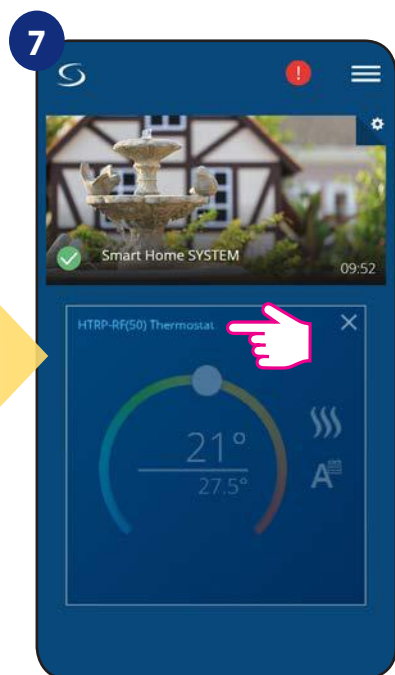 7
!
Smart Home SYSTEM
09:52
HTRP-RF(50) Thermostat
21°
27.5°
A